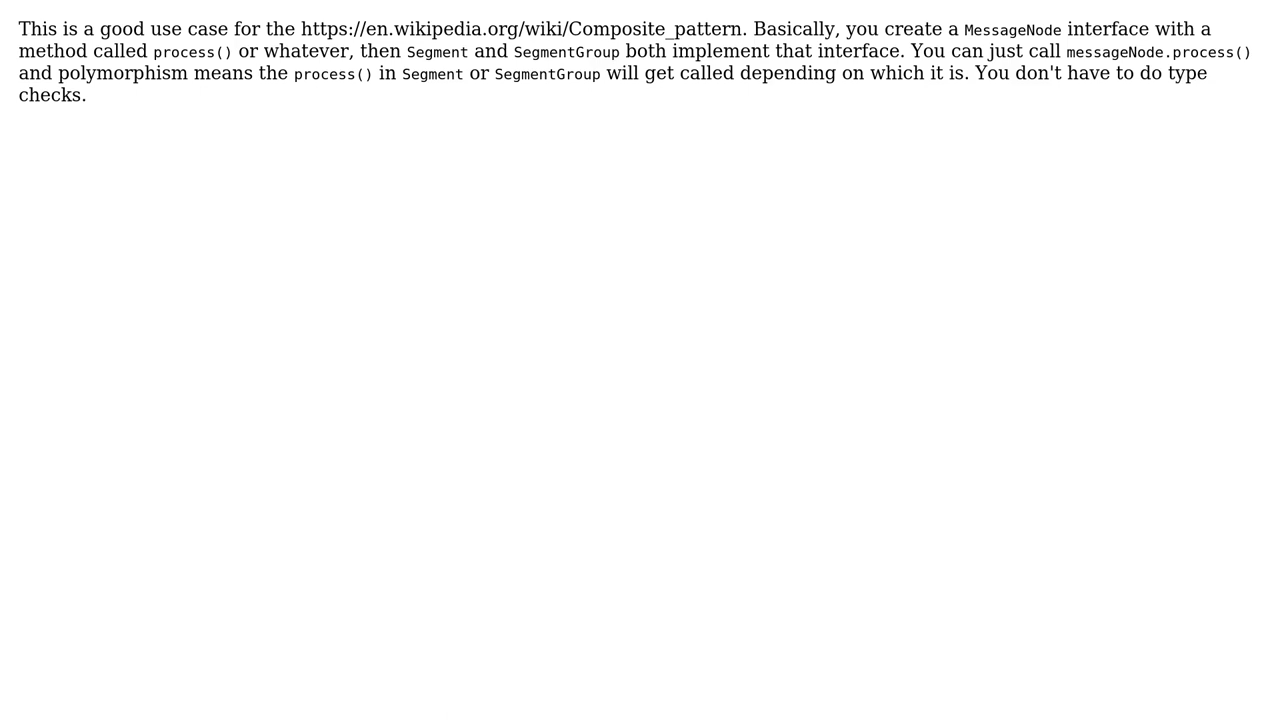 This is a good use case for the https://en.wikipedia.org/wiki/Composite_pattern. Basically, you create a MessageNode interface with a
method called process() or whatever, then Segment and SegmentGroup both implement that interface. You can just call messageNode.process()
and polymorphism means the process() in Segment or SegmentGroup will get called depending on which it is. You don't have to do type
checks.